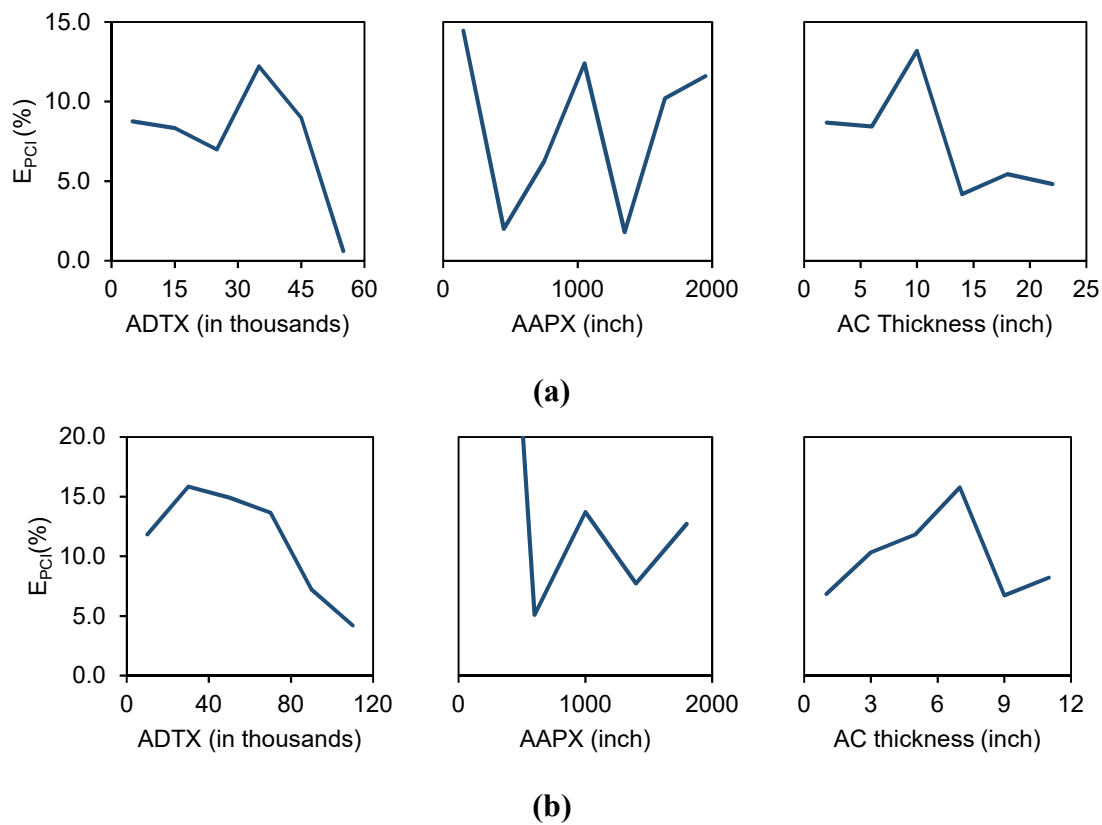 15.0
10.0
5.0
0.0
E_PCI (%)
0 15 30 45 60
ADTX (in thousands)
0 1000 2000
AAPX (inch)
0 5 10 15 20 25
AC Thickness (inch)
(a)
20.0
15.0
10.0
5.0
0.0
E_PCI(%)
0 40 80 120
ADTX (in thousands)
0 1000 2000
AAPX (inch)
0 3 6 9 12
AC thickness (inch)
(b)